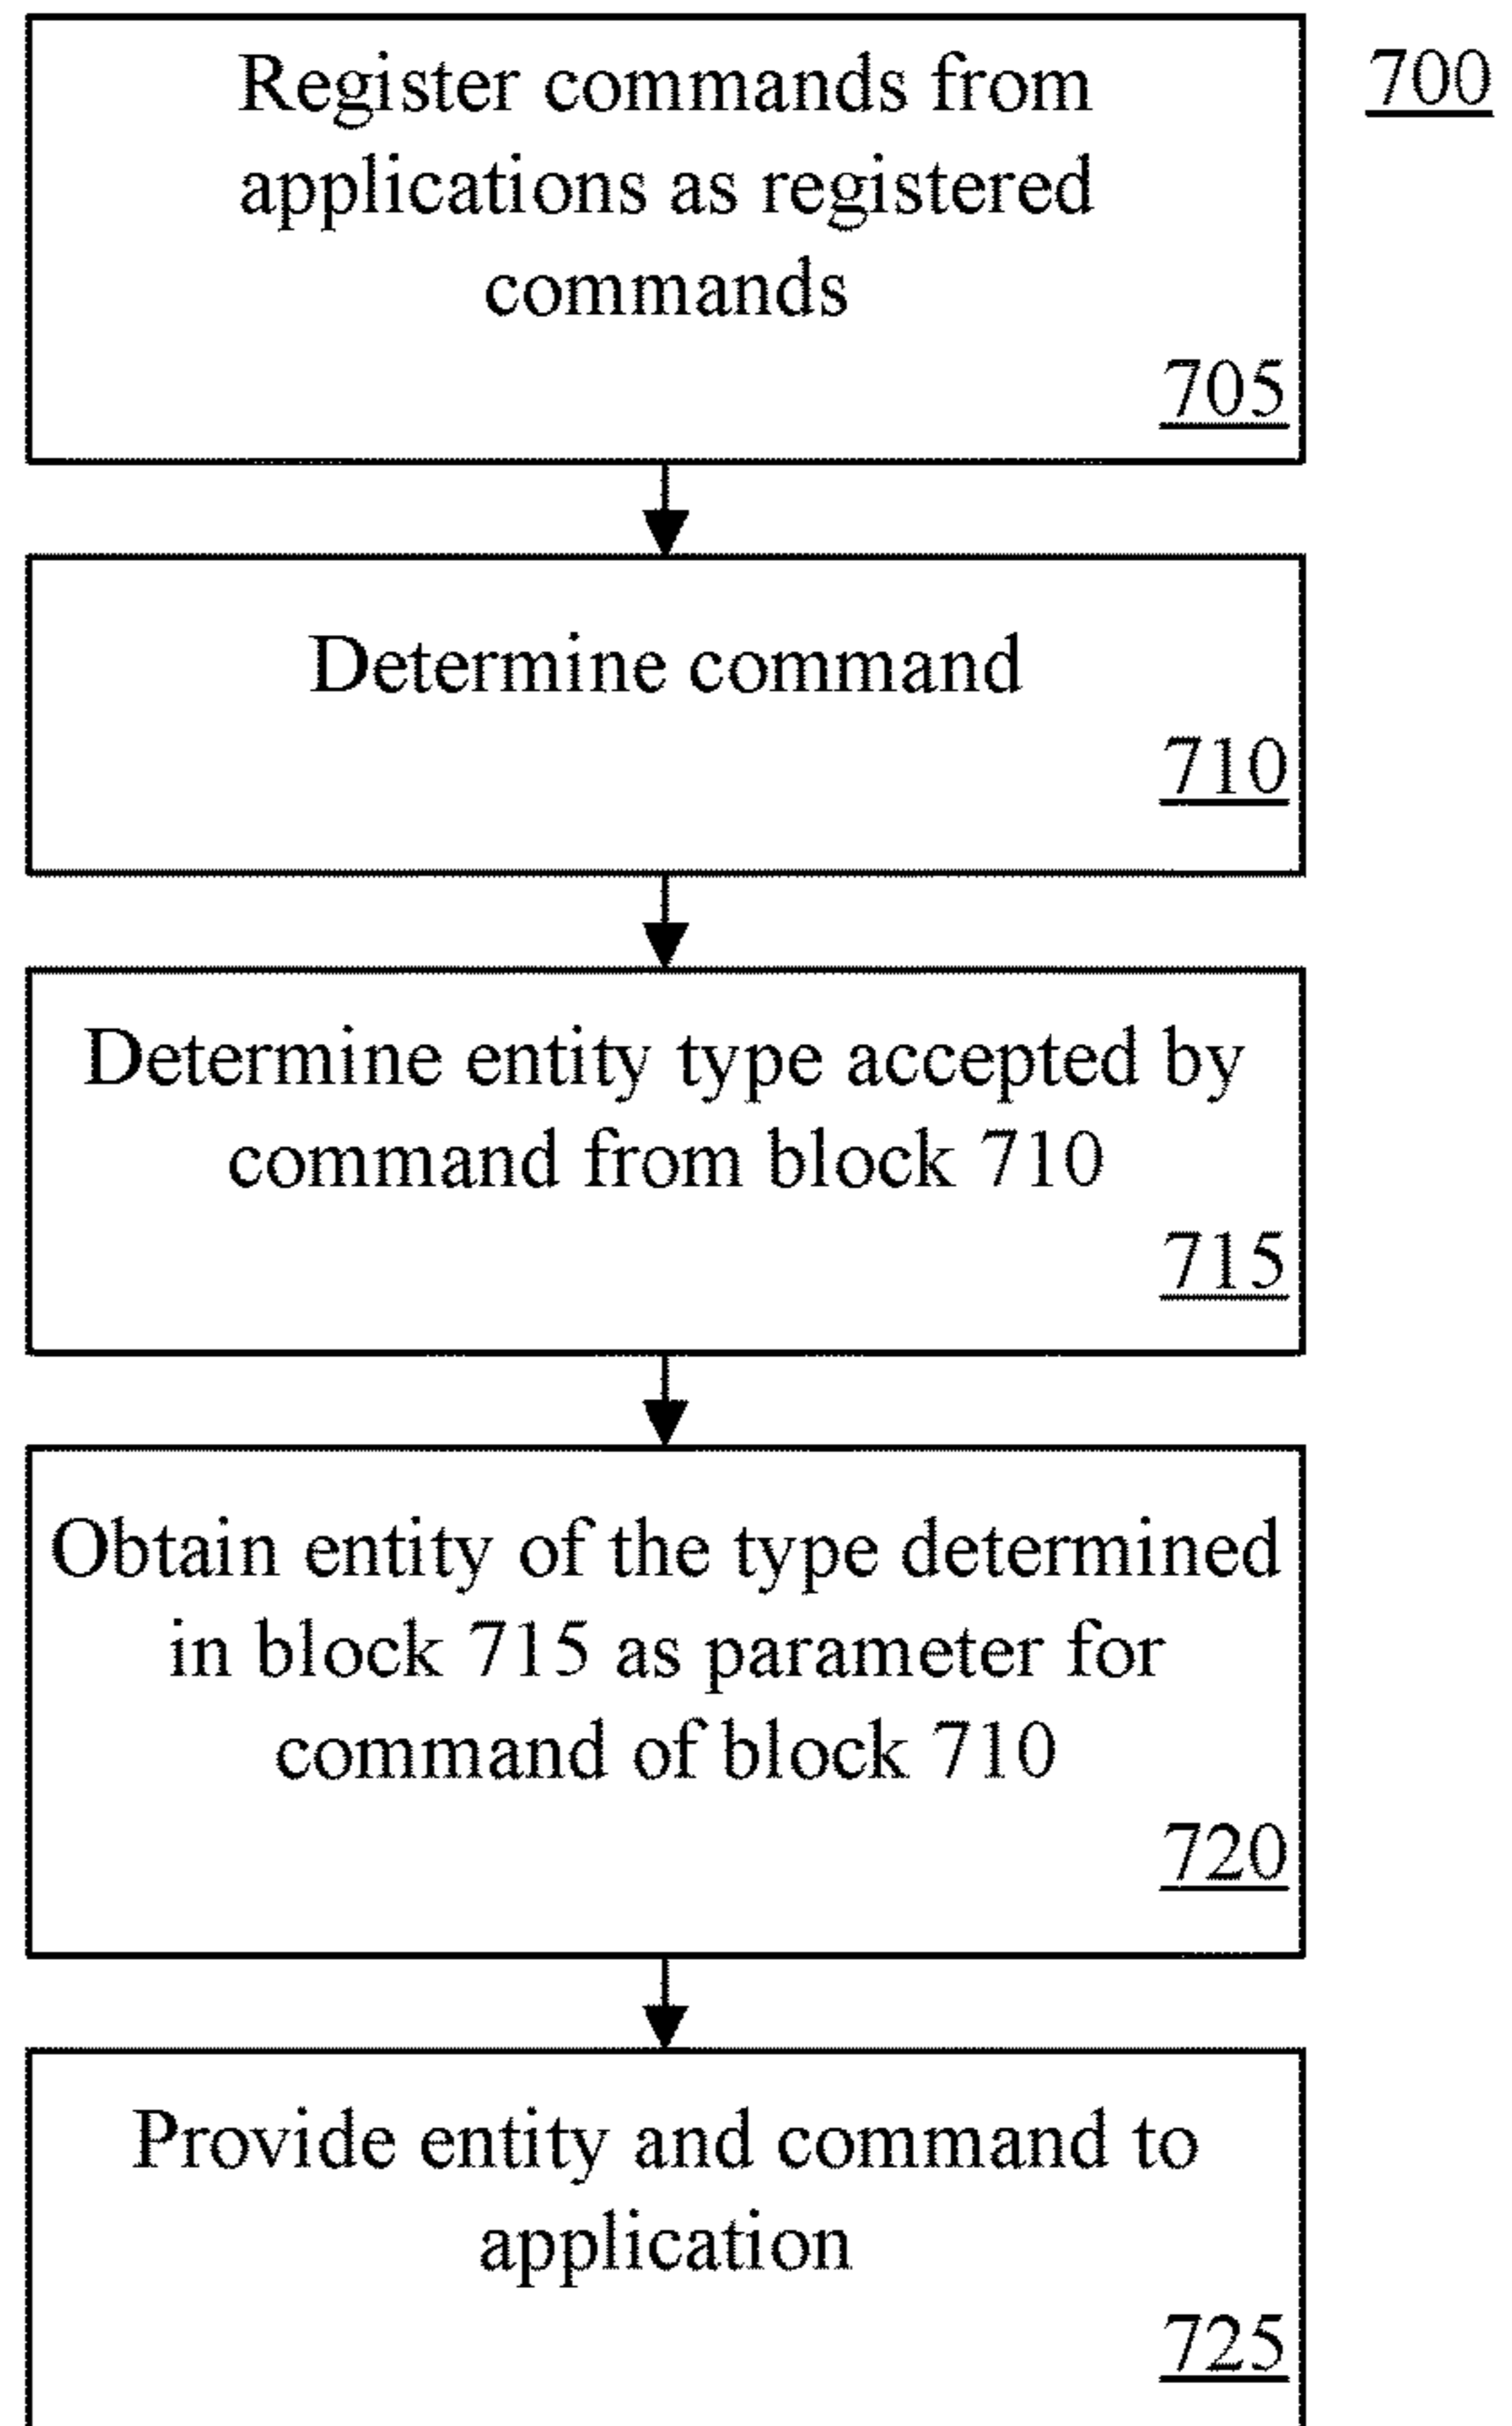 Register commands from
700
applications as registered
commands
705
Determine command
710
Determine entity type accepted by
command from block 710
715
Obtain entity of the type determined
in block 715 as parameter for
command of block 710
720
Provide entity and command to
application
725